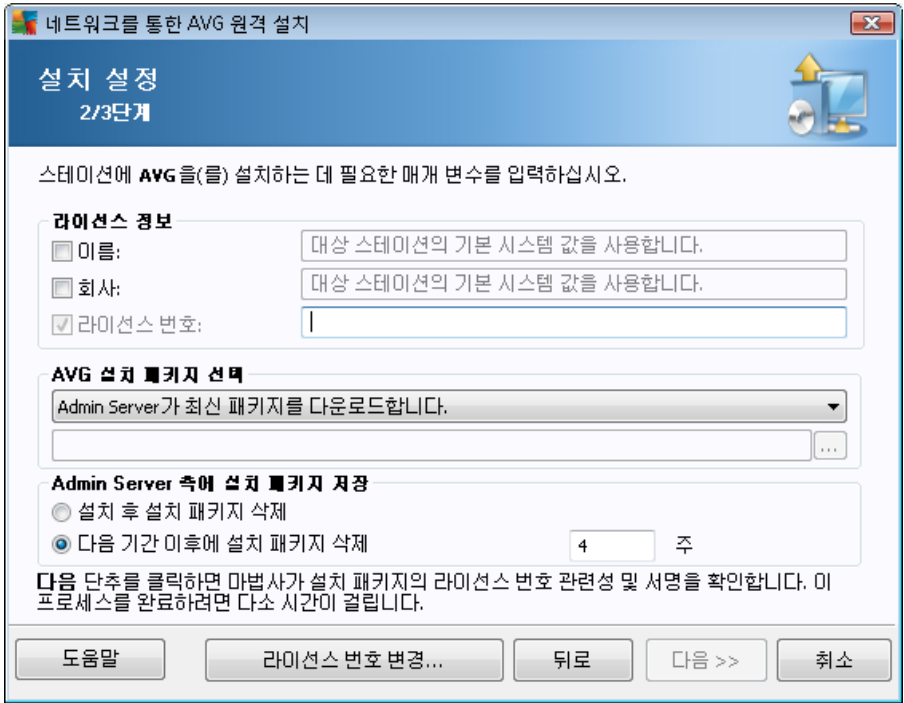 네트워크를 통한 AVG 원격 설치
설치 설정
2/3단계
스테이션에 AVG을(를) 설치하는 데 필요한 매개 변수를 입력하십시오.
라이선스 정보
이름: 대상 스테이션의 기본 시스템 값을 사용합니다.
회사: 대상 스테이션의 기본 시스템 값을 사용합니다.
라이선스 번호:
AVG 설치 패키지 선택
Admin Server가 최신 패키지를 다운로드합니다.
...
Admin Server 측에 설치 패키지 저장
설치 후 설치 패키지 삭제
다음 기간 이후에 설치 패키지 삭제 4 주
다음 단추를 클릭하면 마법사가 설치 패키지의 라이선스 번호 관련성 및 서명을 확인합니다. 이
프로세스를 완료하려면 다소 시간이 걸립니다.
도움말 라이선스 번호 변경... 뒤로 다음 >> 취소